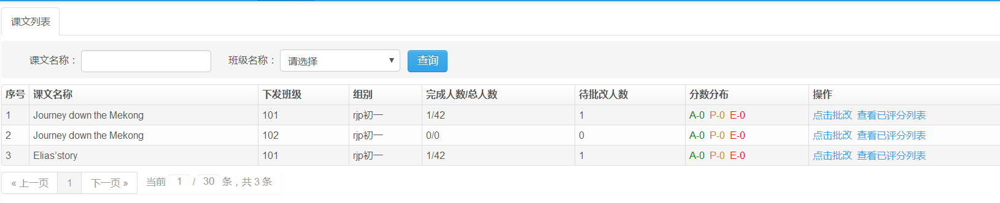 课文列表
课文名称： 班级名称： 请选择 查询
序号 课文名称 下发班级 组别 完成人数/总人数 待批改人数 分数分布 操作
1 Journey down the Mekong 101 rjp初一 1/42 1 A-0 P-0 E-0 点击批改 查看已评分列表
2 Journey down the Mekong 102 rjp初一 0/0 0 A-0 P-0 E-0 点击批改 查看已评分列表
3 Elias’story 101 rjp初一 1/42 1 A-0 P-0 E-0 点击批改 查看已评分列表
« 上一页 1 下一页 » 当前 1 / 30 条，共 3 条